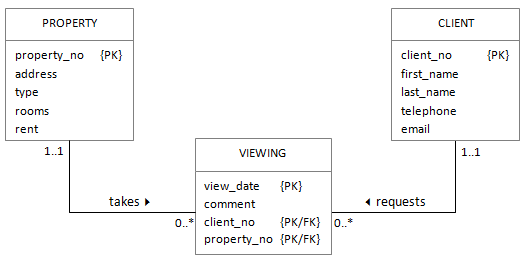 PROPERTY
property_no {PK}
address
type
rooms
rent
1..1
CLIENT
client_no {PK}
first_name
last_name
telephone
email
1..1
takes
0..*
VIEWING
view_date {PK}
comment
client_no {PK/FK}
property_no {PK/FK}
requests
0..*